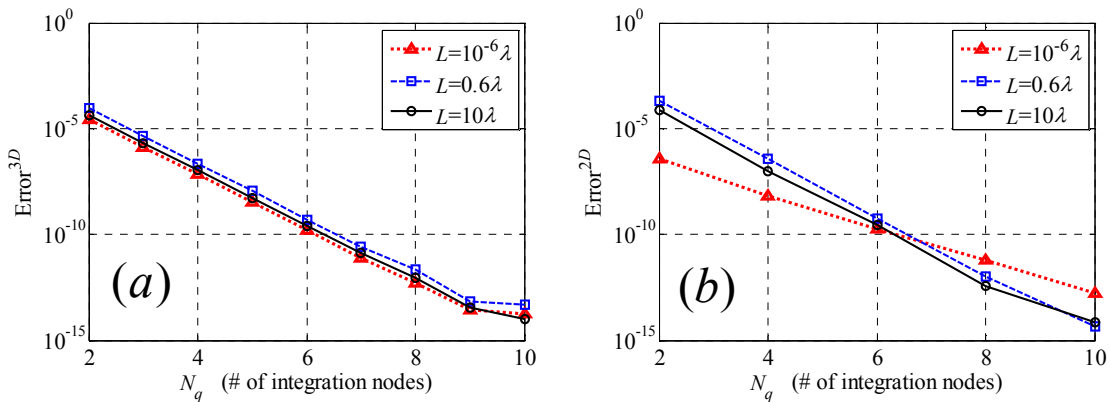 10^0
10^-5
10^-10
10^-15
Error^3D
2 4 6 8 10
N_q (# of integration nodes)
L=10^-6λ
L=0.6λ
L=10λ
(a)
10^0
10^-5
10^-10
10^-15
Error^2D
2 4 6 8 10
N_q (# of integration nodes)
L=10^-6λ
L=0.6λ
L=10λ
(b)